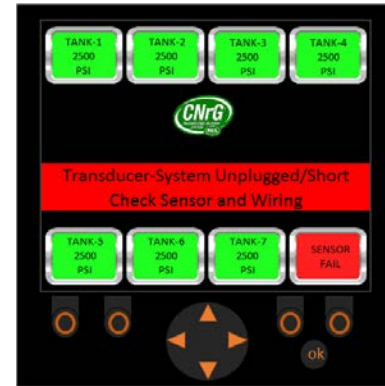 TANK-1
2500
PSI
TANK-2
2500
PSI
TANK-3
2500
PSI
TANK-4
2500
PSI
CNrG
Transducer-System Unplugged/Short
Check Sensor and Wiring
TANK-5
2500
PSI
TANK-6
2500
PSI
TANK-7
2500
PSI
SENSOR
FAIL
ok